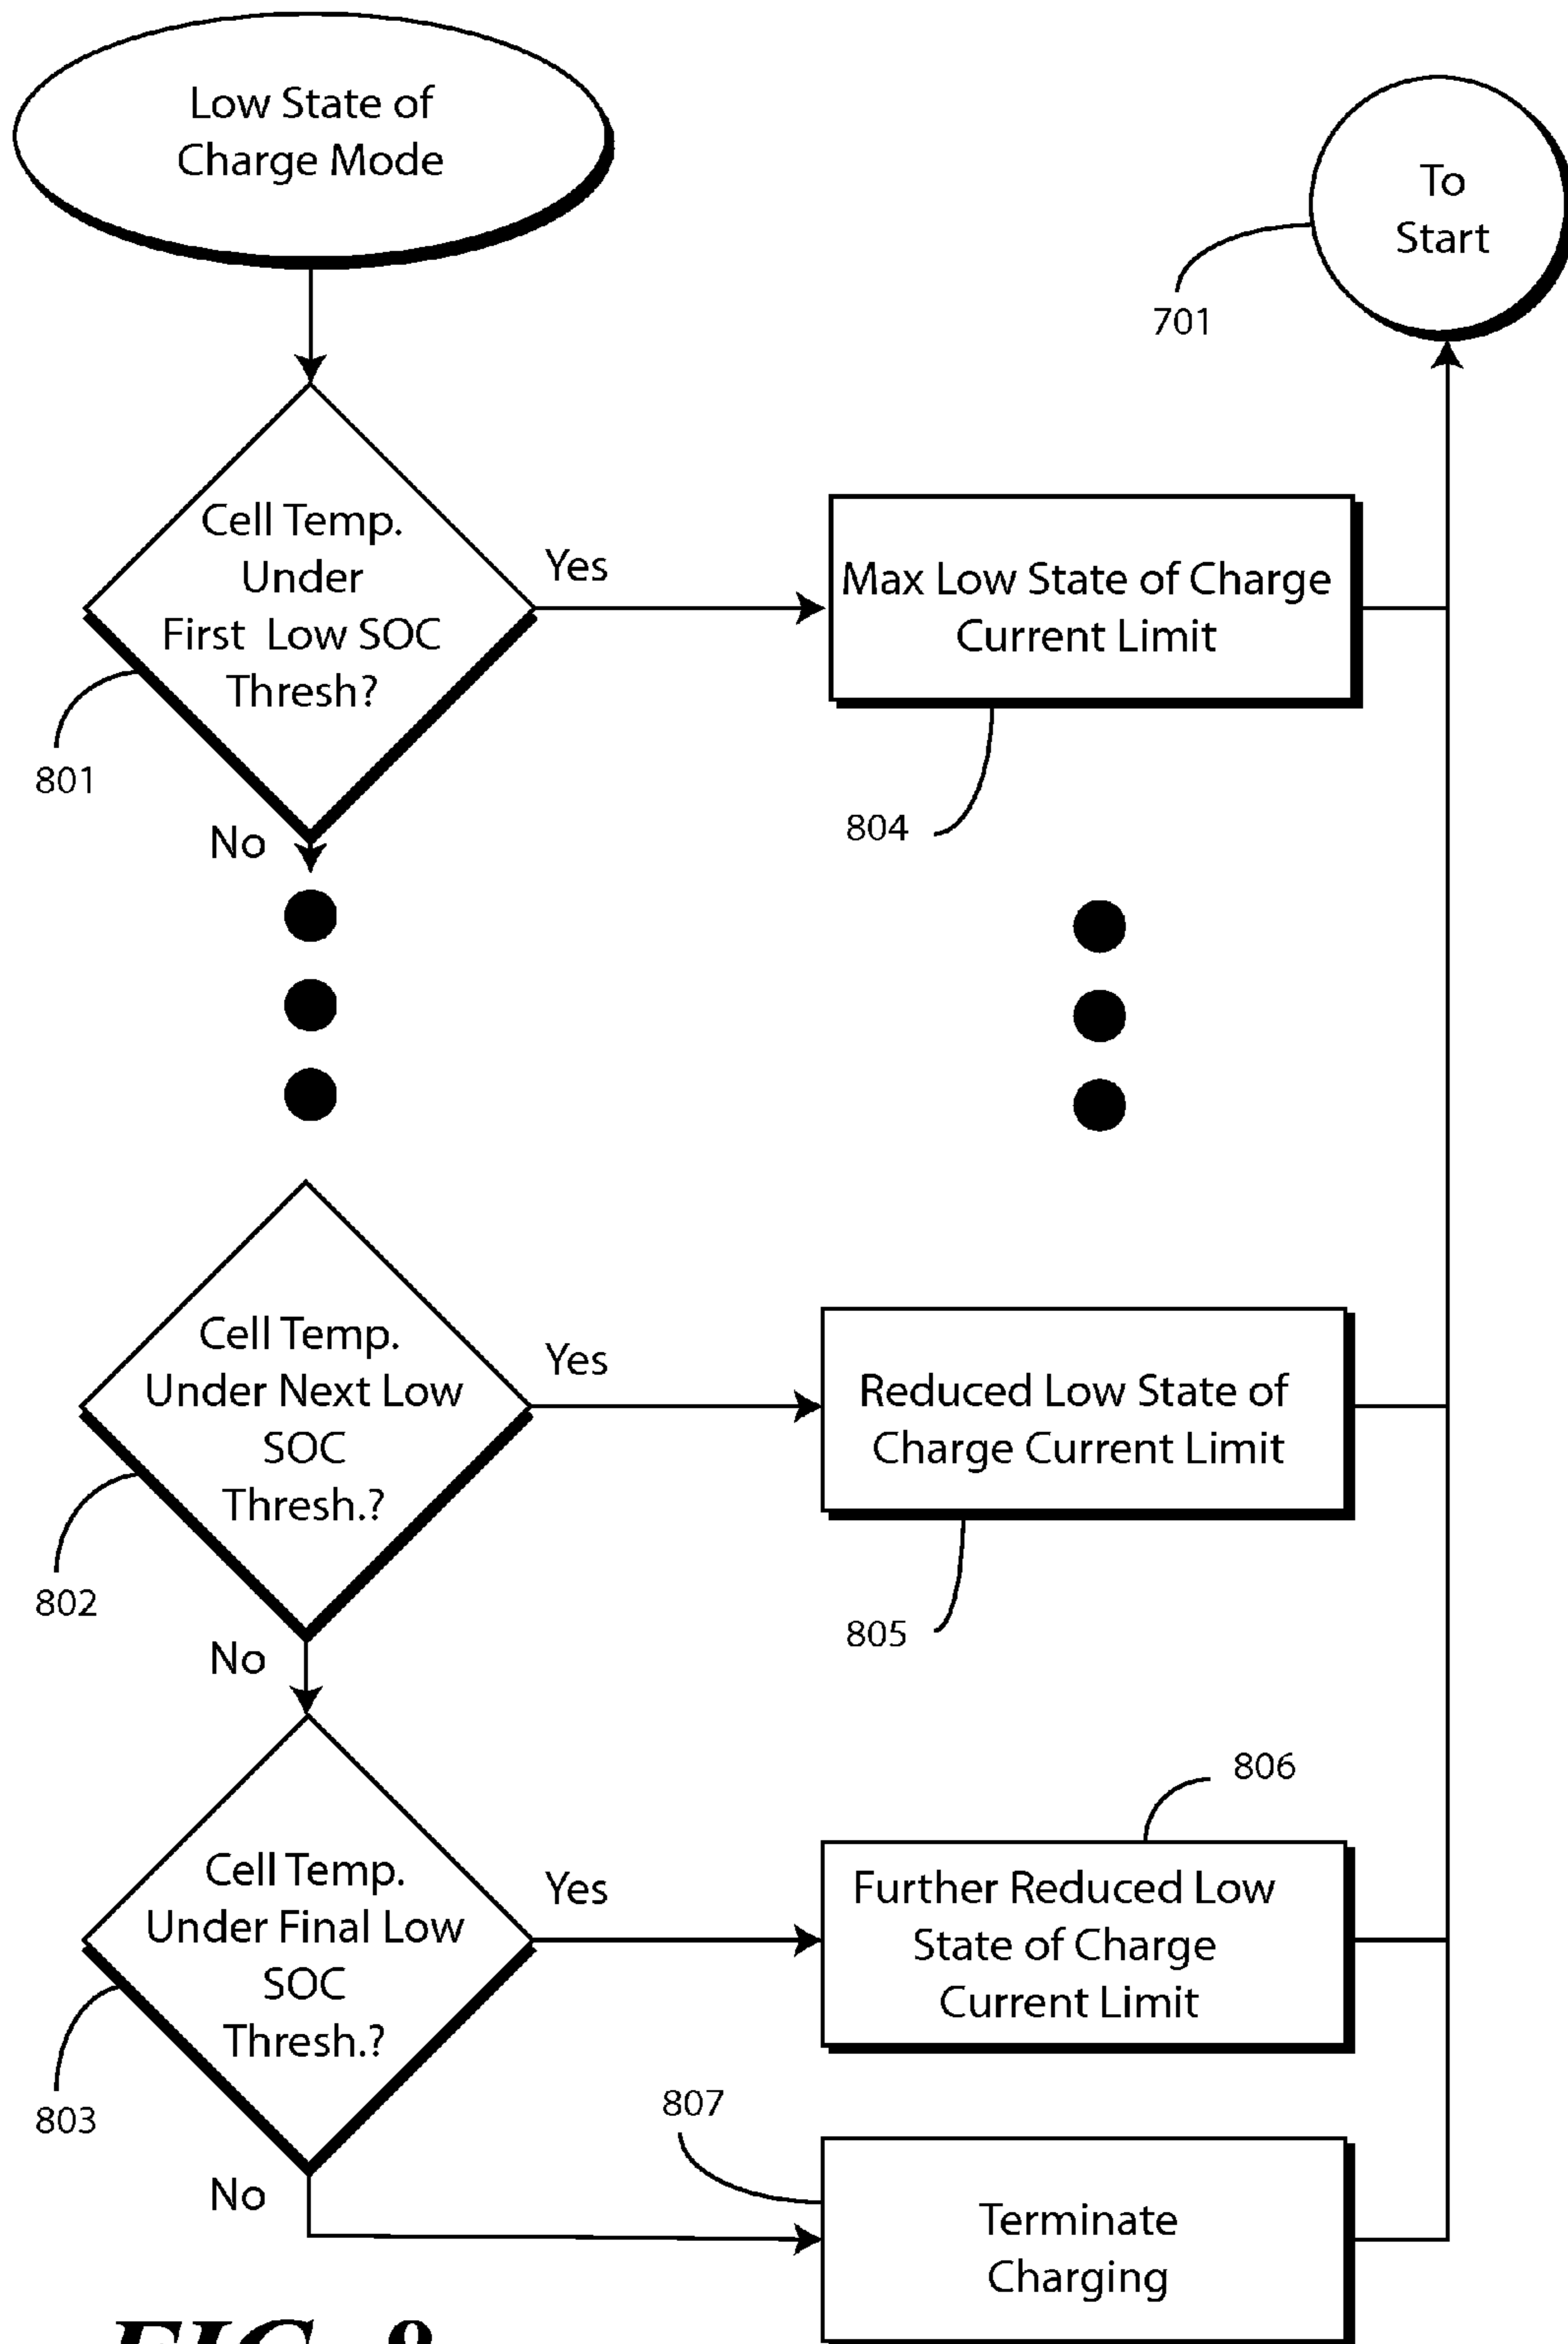 Low State of
Charge Mode
To
Start
701
Cell Temp.
Under
First Low SOC
Thresh?
Yes
Max Low State of Charge
Current Limit
801
804
No
Cell Temp.
Under Next Low
SOC
Thresh.?
Yes
Reduced Low State of
Charge Current Limit
802
805
No
806
Cell Temp.
Under Final Low
SOC
Thresh.?
Yes
Further Reduced Low
State of Charge
Current Limit
803
807
No
Terminate
Charging
FIG. 8